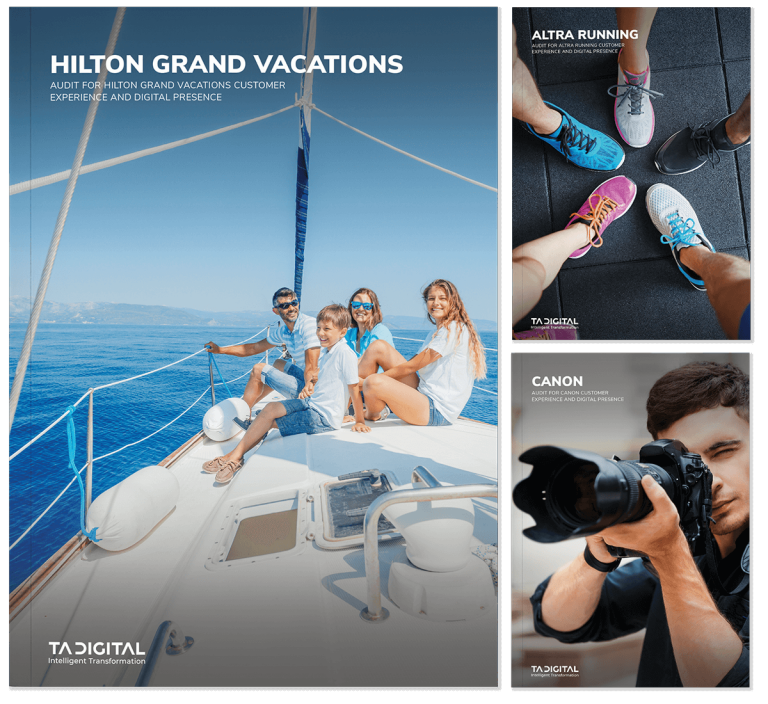 HILTON GRAND VACATIONS
AUDIT FOR HILTON GRAND VACATIONS CUSTOMER
EXPERIENCE AND DIGITAL PRESENCE
TA DIGITAL
Intelligent Transformation
ALTRA RUNNING
AUDIT FOR ALTRA RUNNING CUSTOMER
EXPERIENCE AND DIGITAL PRESENCE
TA DIGITAL
Intelligent Transformation
CANON
AUDIT FOR CANON CUSTOMER
EXPERIENCE AND DIGITAL PRESENCE
TA DIGITAL
Intelligent Transformation